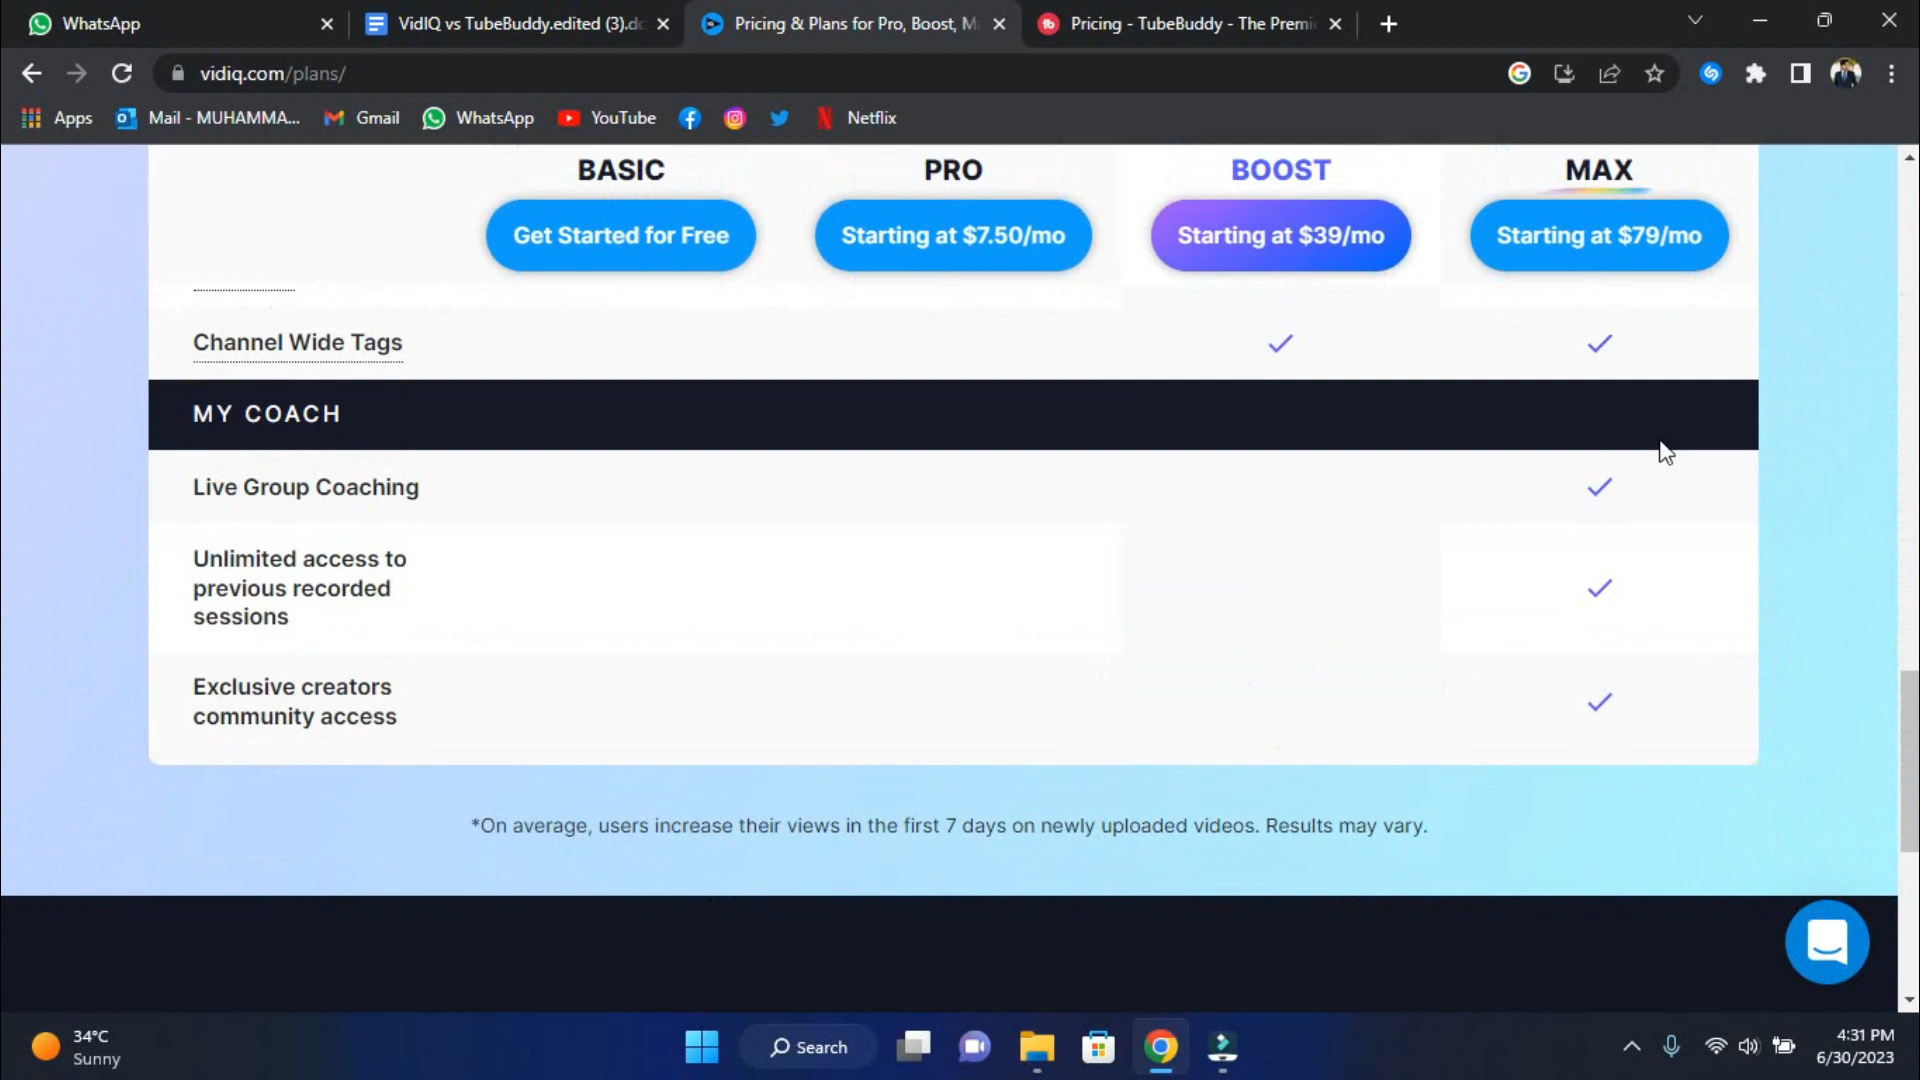 WhatsApp
VidIQ vs TubeBuddy.edited (3).d
Pricing & Plans for Pro, Boost, M
Pricing - TubeBuddy - The Premi
vidiq.com/plans/
Apps
Mail - MUHAMMA...
Gmail
WhatsApp
YouTube
Netflix
BASIC
PRO
BOOST
MAX
Get Started for Free
Starting at $7.50/mo
Starting at $39/mo
Starting at $79/mo
Channel Wide Tags
MY COACH
Live Group Coaching
Unlimited access to
previous recorded
sessions
Exclusive creators
community access
*On average, users increase their views in the first 7 days on newly uploaded videos. Results may vary.
34°C
Sunny
Search
4:31 PM
6/30/2023